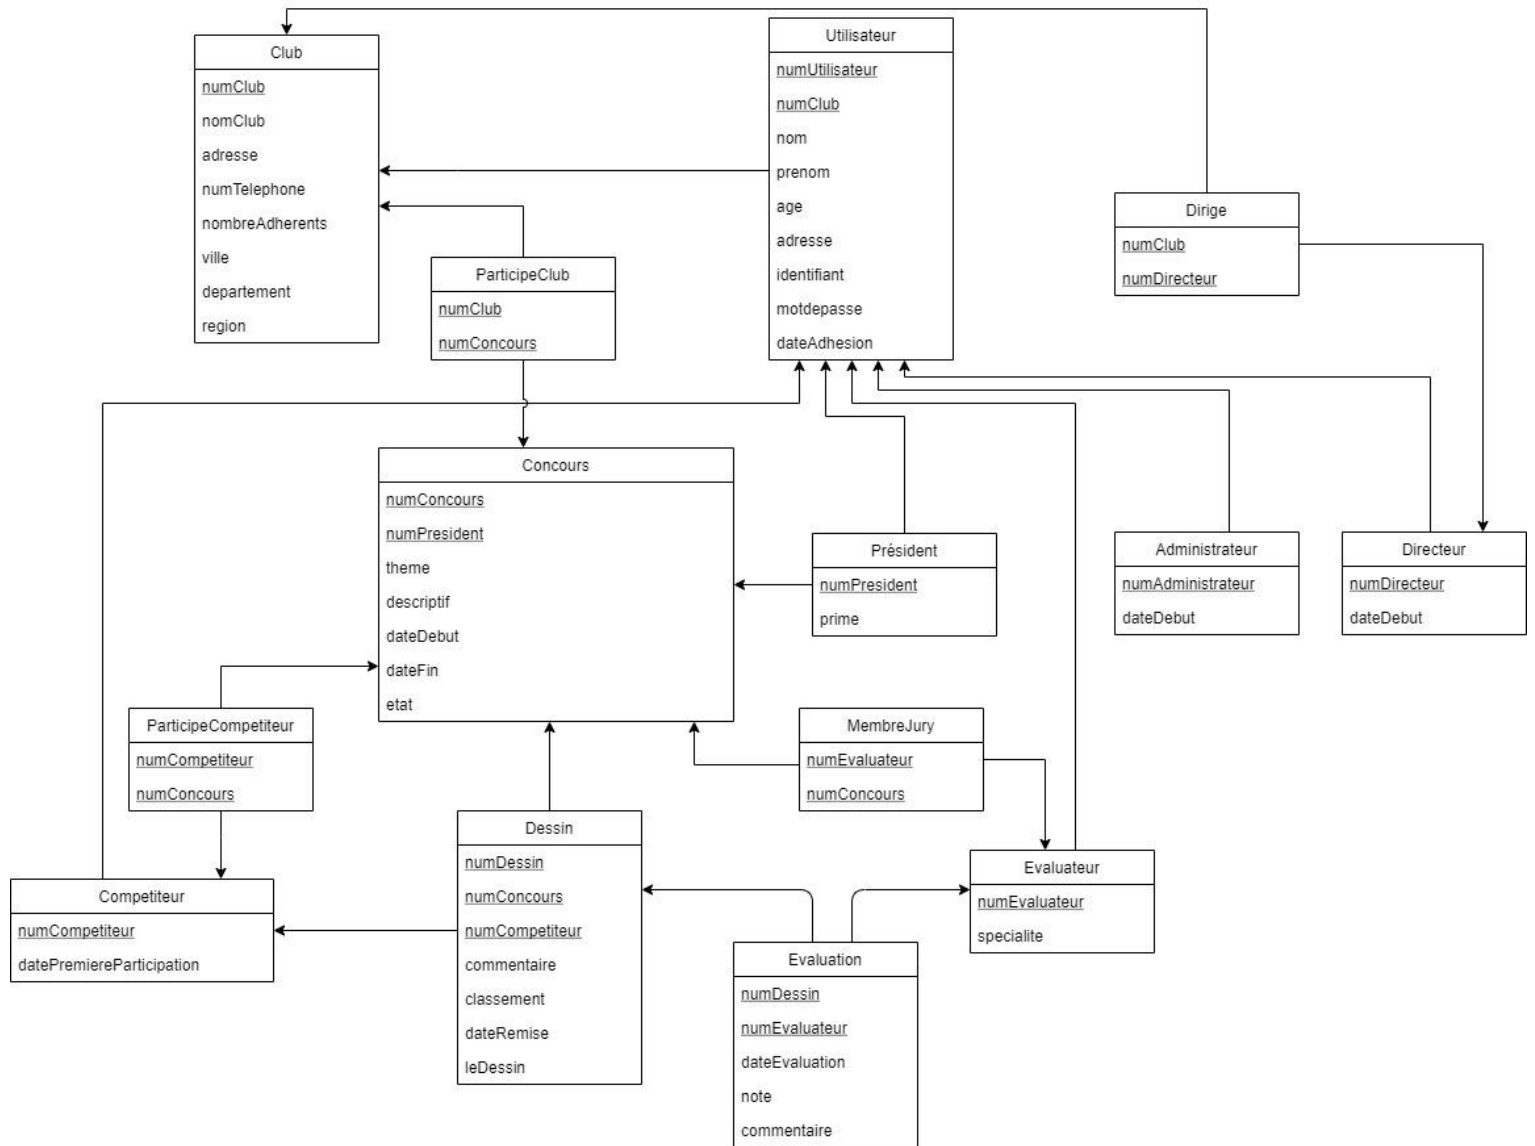 Club
numClub
nomClub
adresse
numTelephone
nombreAdherents
ville
departement
region
Utilisateur
numUtilisateur
numClub
nom
prenom
age
adresse
identifiant
motdepasse
dateAdhesion
Dirige
numClub
numDirecteur
ParticipeClub
numClub
numConcours
Concours
numConcours
numPresident
theme
descriptif
dateDebut
dateFin
etat
Président
numPresident
prime
Administrateur
numAdministrateur
dateDebut
Directeur
numDirecteur
dateDebut
ParticipeCompetiteur
numCompetiteur
numConcours
MembreJury
numEvaluateur
numConcours
Dessin
numDessin
numConcours
numCompetiteur
commentaire
classement
dateRemise
leDessin
Competiteur
numCompetiteur
datePremiereParticipation
Evaluateur
numEvaluateur
specialite
Evaluation
numDessin
numEvaluateur
dateEvaluation
note
commentaire